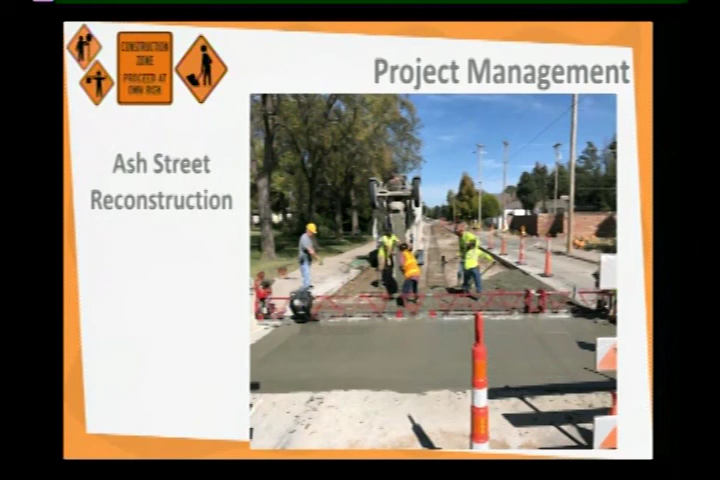 CONSTRUCTION
ZONE
PROCEED AT
OWN RISK
Project Management
Ash Street
Reconstruction